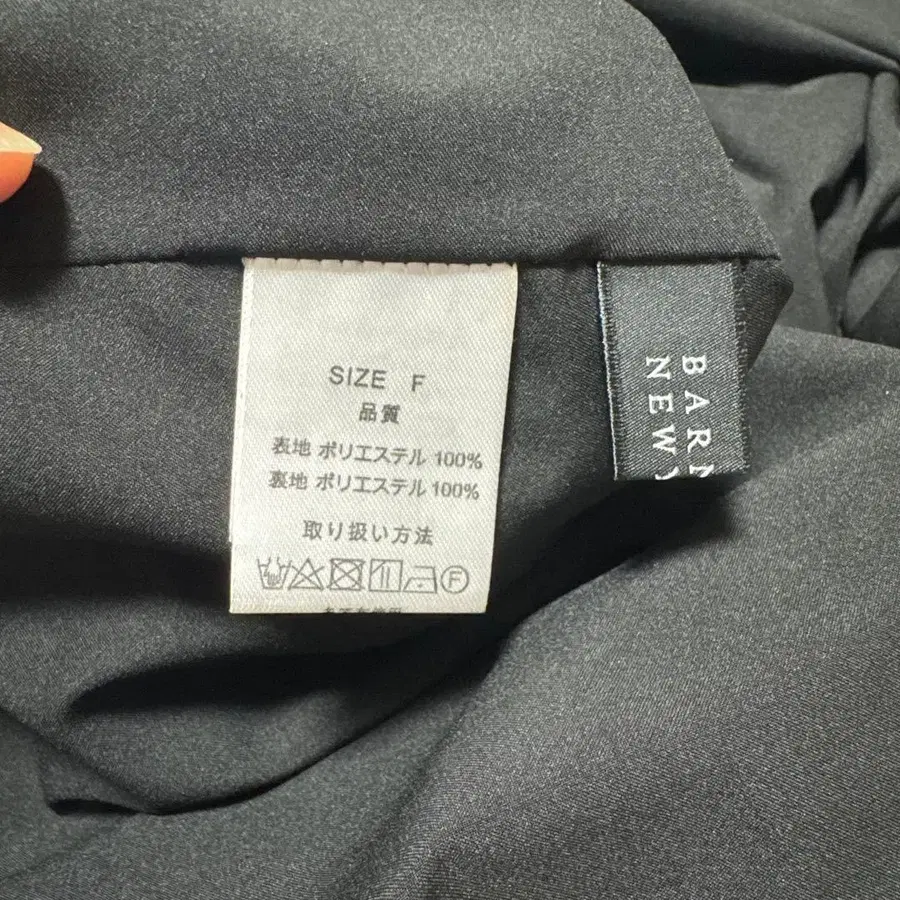 SIZE F
品質
表地 ポリエステル 100%
裏地 ポリエステル 100%
取り扱い方法
F
BARN
NEW